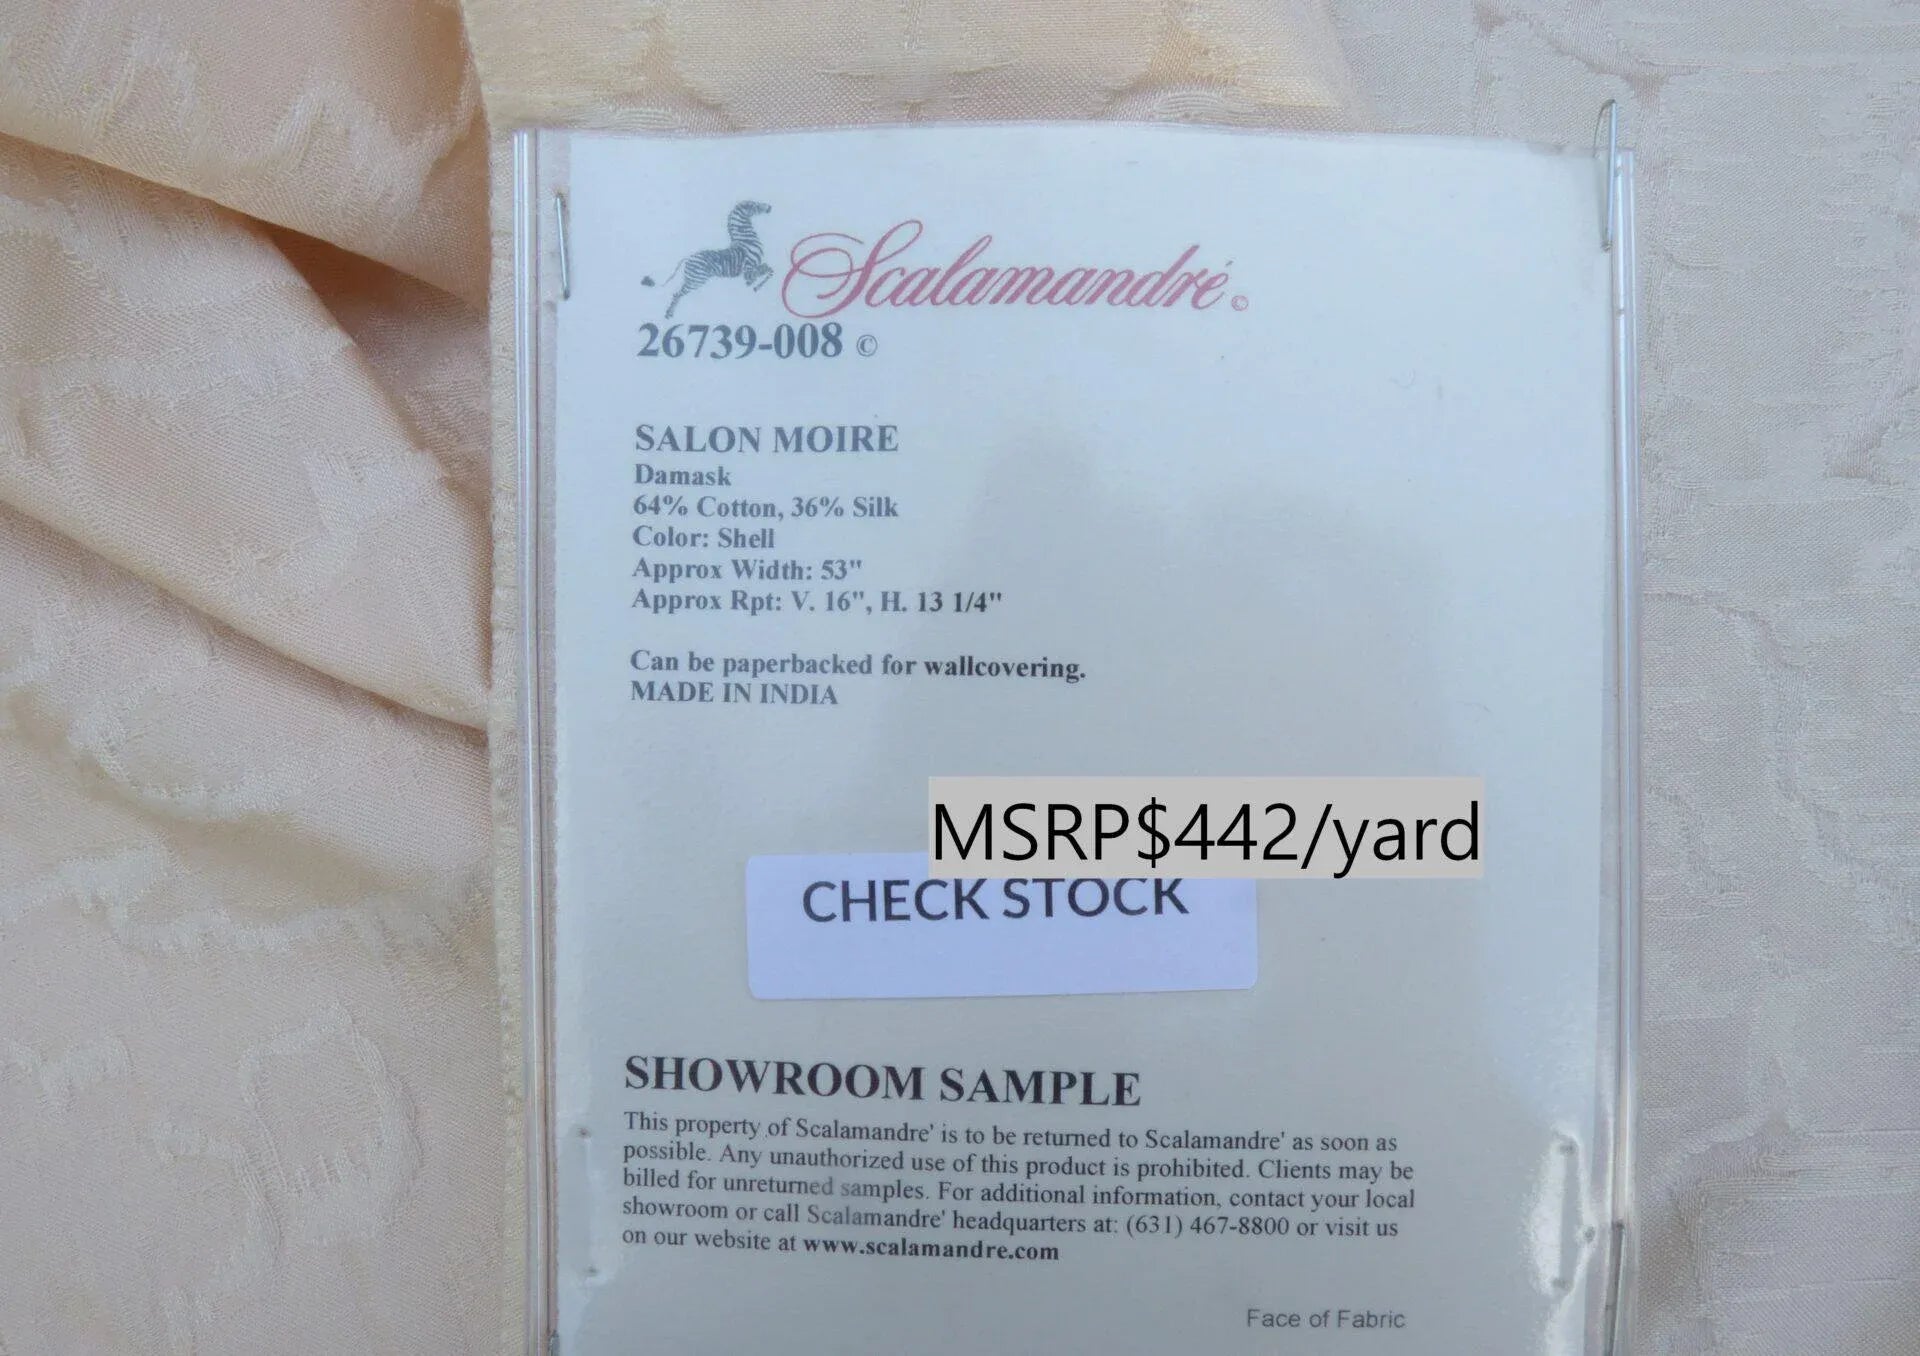 Scalamandré ©
26739-008 ©
SALON MOIRE
Damask
64% Cotton, 36% Silk
Color: Shell
Approx Width: 53"
Approx Rpt: V. 16", H. 13 1/4"
Can be paperbacked for wallcovering.
MADE IN INDIA
MSRP$442/yard
CHECK STOCK
SHOWROOM SAMPLE
This property of Scalamandre' is to be returned to Scalamandre' as soon as
possible. Any unauthorized use of this product is prohibited. Clients may be
billed for unreturned samples. For additional information, contact your local
showroom or call Scalamandre' headquarters at: (631) 467-8800 or visit us
on our website at www.scalamandre.com
Face of Fabric